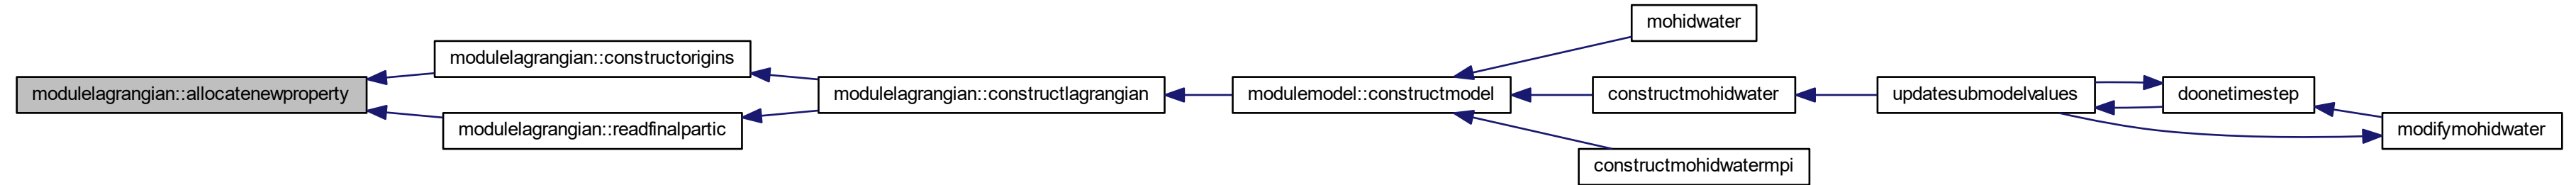 modulelagrangian::allocatenewproperty
modulelagrangian::constructorigins
modulelagrangian::readfinalpartic
modulelagrangian::constructlagrangian
modulemodel::constructmodel
mohidwater
constructmohidwater
constructmohidwatermpi
updatesubmodelvalues
doonetimestep
modifymohidwater